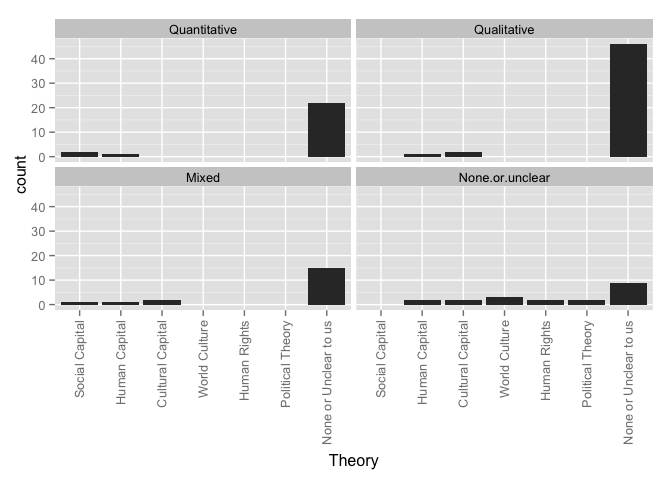 Quantitative
Qualitative
40
30
20
10
0
Mixed
None.or.unclear
40
30
20
10
0
count
Social Capital
Human Capital
Cultural Capital
World Culture
Human Rights
Political Theory
None or Unclear to us
Social Capital
Human Capital
Cultural Capital
World Culture
Human Rights
Political Theory
None or Unclear to us
Theory